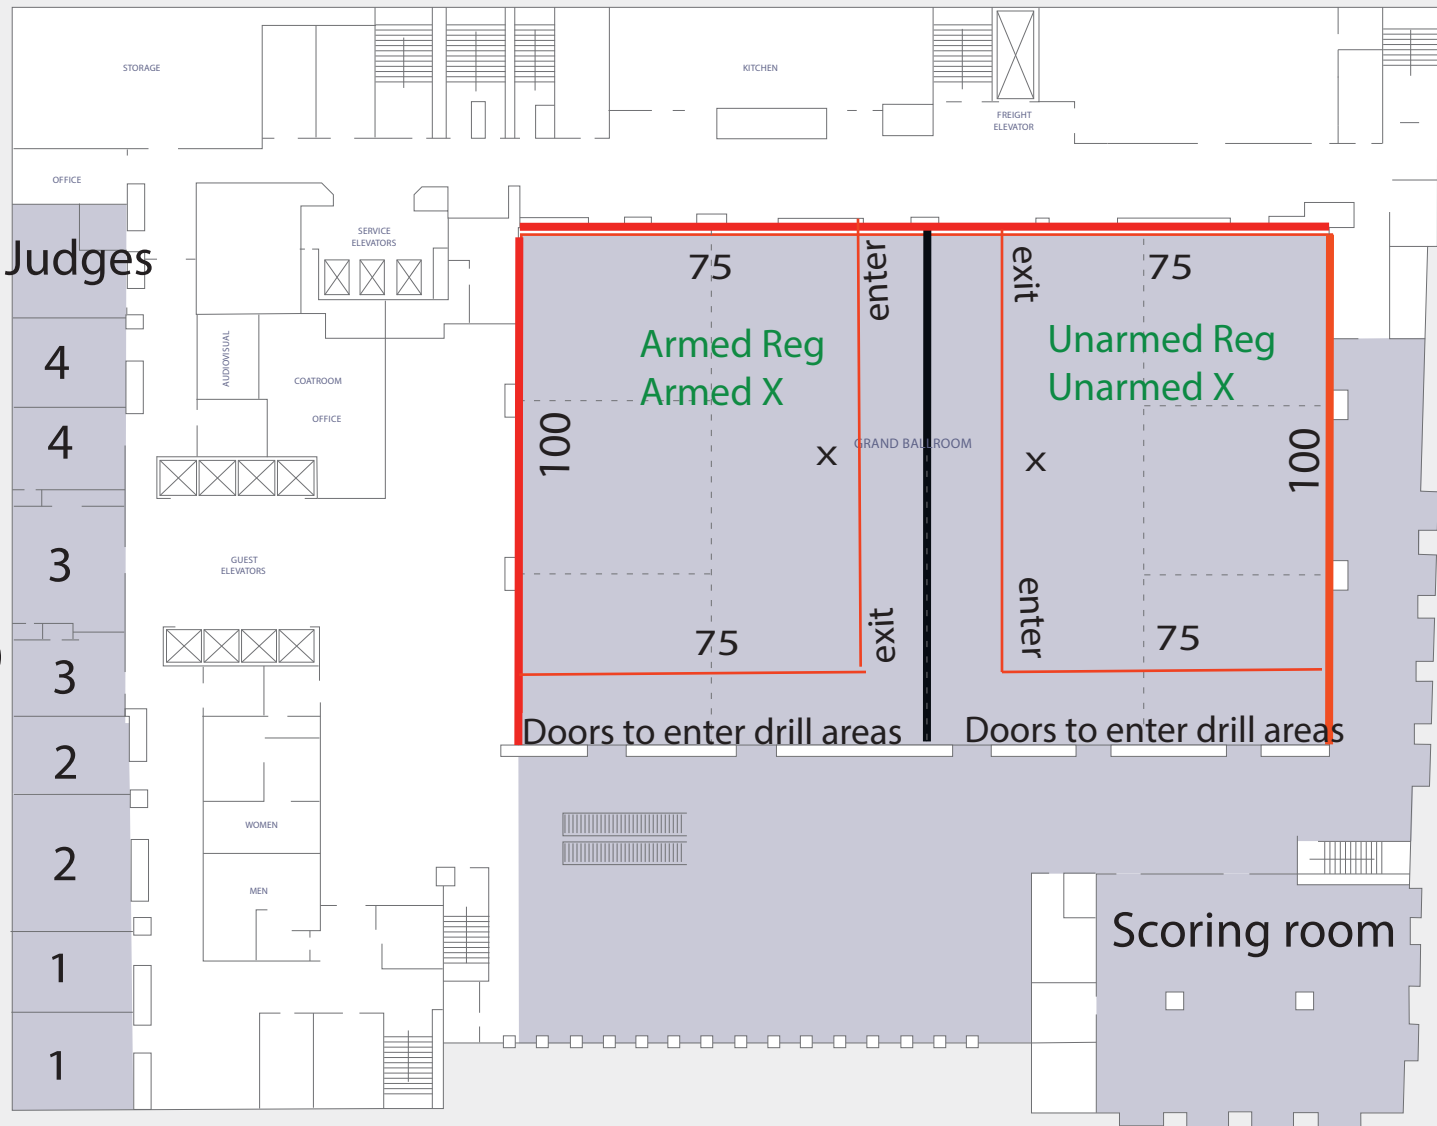 STORAGE
KITCHEN
FREIGHT
ELEVATOR
OFFICE
SERVICE
ELEVATORS
Judges
75
enter
exit
75
Armed Reg
Armed X
Unarmed Reg
Unarmed X
AUDIOVISUAL
COATROOM
OFFICE
4
4
100
x
GRAND BALLROOM
x
100
GUEST
ELEVATORS
3
3
75
exit
enter
75
Doors to enter drill areas
Doors to enter drill areas
2
2
WOMEN
MEN
Scoring room
1
1